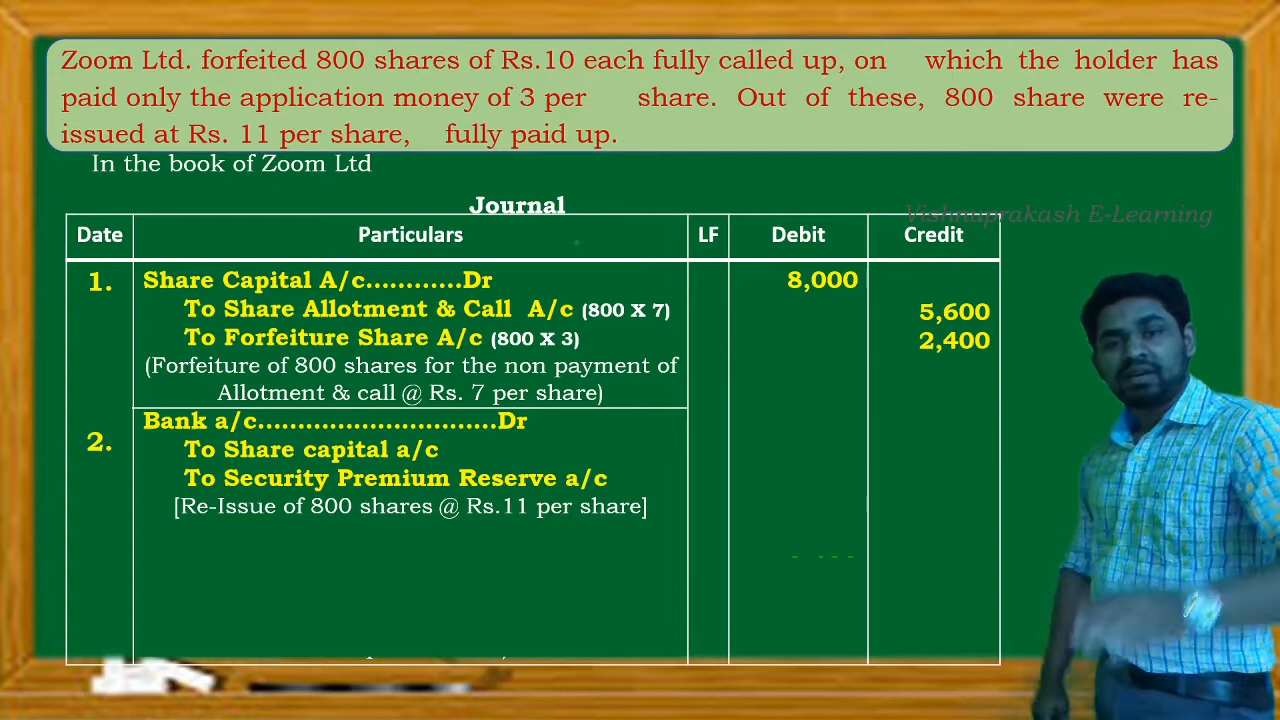 Zoom Ltd. forfeited 800 shares of Rs.10 each fully called up, on which the holder has
paid only the application money of 3 per share. Out of these, 800 share were re-
issued at Rs. 11 per share, fully paid up.
In the book of Zoom Ltd
Journal
Vishnuprakash E-Learning
Date Particulars LF Debit Credit
1. Share Capital A/c............Dr 8,000
To Share Allotment & Call A/c (800 X 7) 5,600
To Forfeiture Share A/c (800 X 3) 2,400
(Forfeiture of 800 shares for the non payment of
Allotment & call @ Rs. 7 per share)
2. Bank a/c..............................Dr
To Share capital a/c
To Security Premium Reserve a/c
[Re-Issue of 800 shares @ Rs.11 per share]